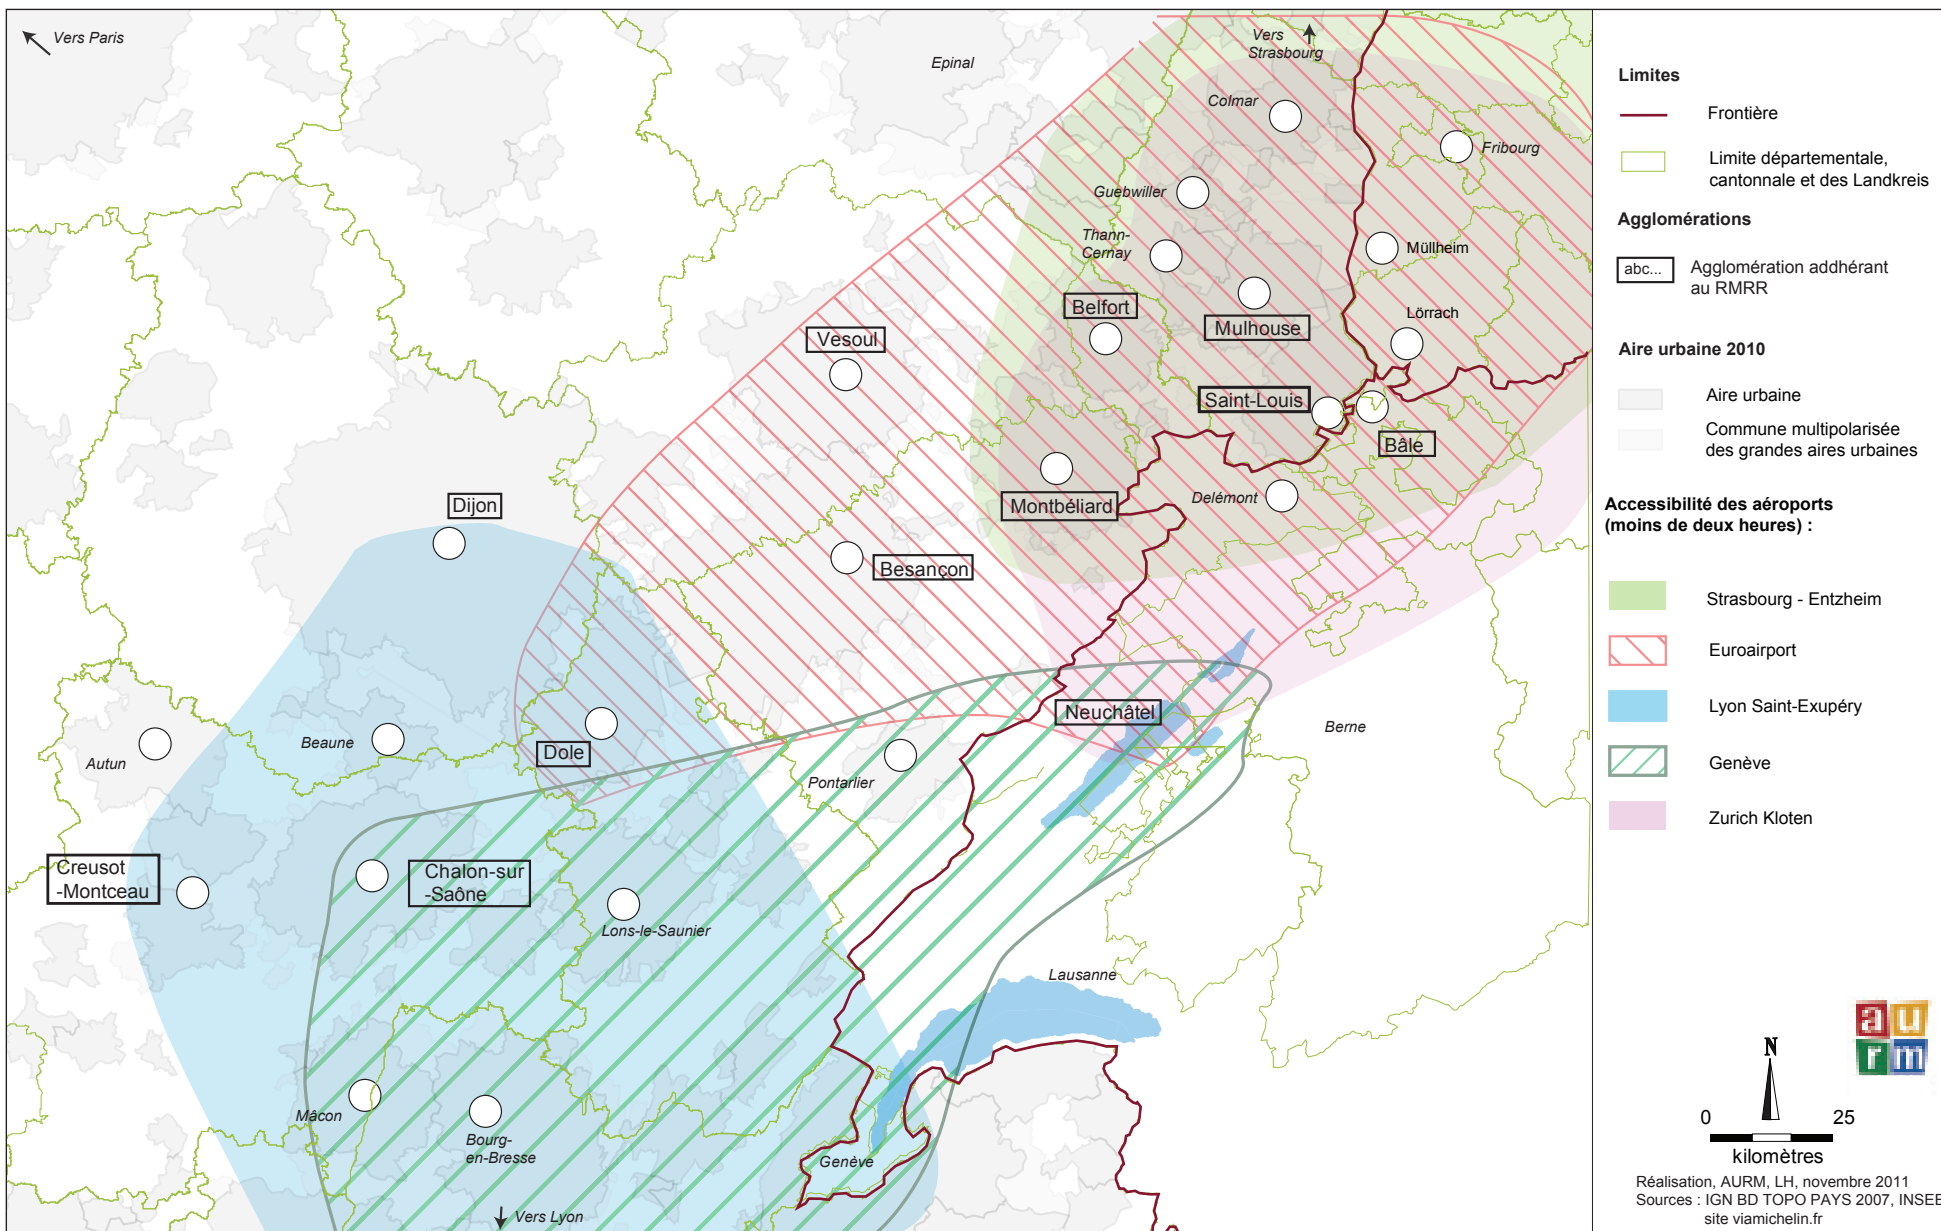 Vers Paris
Epinal
Vers
Strasbourg
Colmar
Fribourg
Guebwiller
Thann-
Cernay
Müllheim
Belfort
Mulhouse
Lörrach
Vesoul
Saint-Louis
Bâle
Dijon
Montbéliard
Delémont
Besançon
Neuchâtel
Berne
Autun
Beaune
Dole
Pontarlier
Creusot
-Montceau
Chalon-sur
-Saône
Lons-le-Saunier
Lausanne
Mâcon
Bourg-
en-Bresse
Genève
Vers Lyon
Limites
Frontière
Limite départementale,
cantonnale et des Landkreis
Agglomérations
abc...
Agglomération addhérant
au RMRR
Aire urbaine 2010
Aire urbaine
Commune multipolarisée
des grandes aires urbaines
Accessibilité des aéroports
(moins de deux heures) :
Strasbourg - Entzheim
Euroairport
Lyon Saint-Exupéry
Genève
Zurich Kloten
au
rm
N
0 25
kilomètres
Réalisation, AURM, LH, novembre 2011
Sources : IGN BD TOPO PAYS 2007, INSEE
site viamichelin.fr